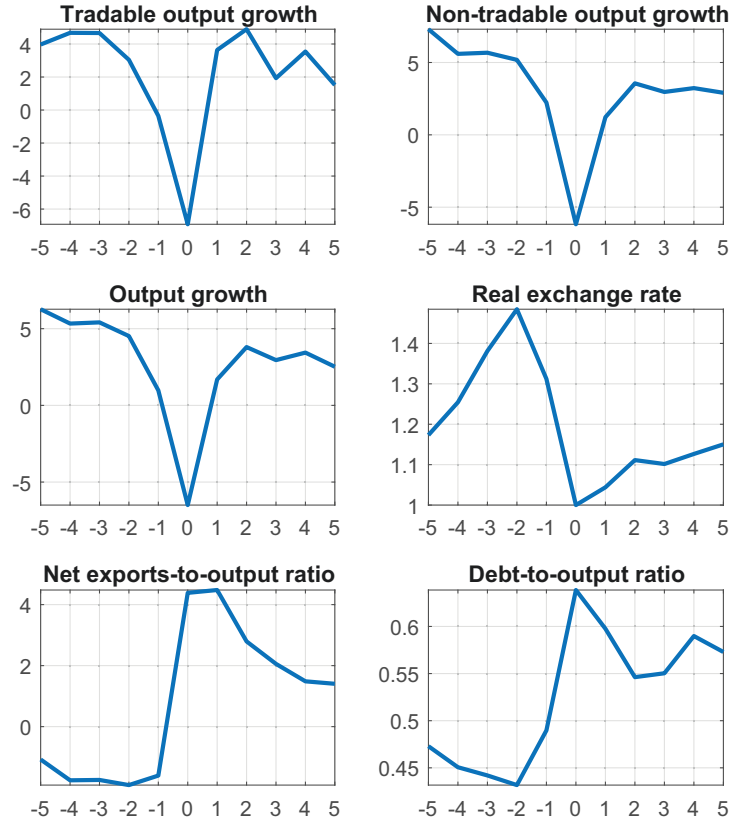 Tradable output growth
4
2
0
-2
-4
-6
-5 -4 -3 -2 -1 0 1 2 3 4 5
Non-tradable output growth
5
0
-5
-5 -4 -3 -2 -1 0 1 2 3 4 5
Output growth
5
0
-5
-5 -4 -3 -2 -1 0 1 2 3 4 5
Real exchange rate
1.4
1.3
1.2
1.1
1
-5 -4 -3 -2 -1 0 1 2 3 4 5
Net exports-to-output ratio
4
2
0
-5 -4 -3 -2 -1 0 1 2 3 4 5
Debt-to-output ratio
0.6
0.55
0.5
0.45
-5 -4 -3 -2 -1 0 1 2 3 4 5